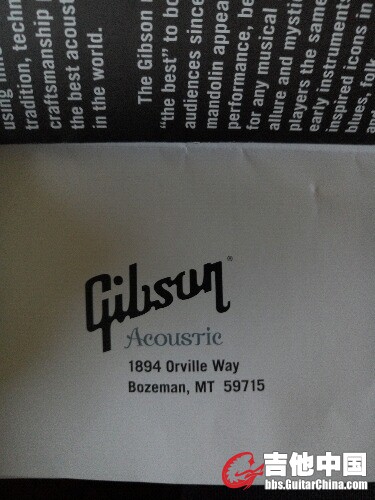 using
tradition, techn
craftsmanship
the best acoust
in the world.
The Gibson
"the best" to bo
audiences since
mandolin appea
performance, be
for any musical
allure and mysti
players the same
early instruments
inspired icons in
blues, folk
Gibson®
Acoustic
1894 Orville Way
Bozeman, MT 59715
吉他中国
bbs.GuitarChina.com